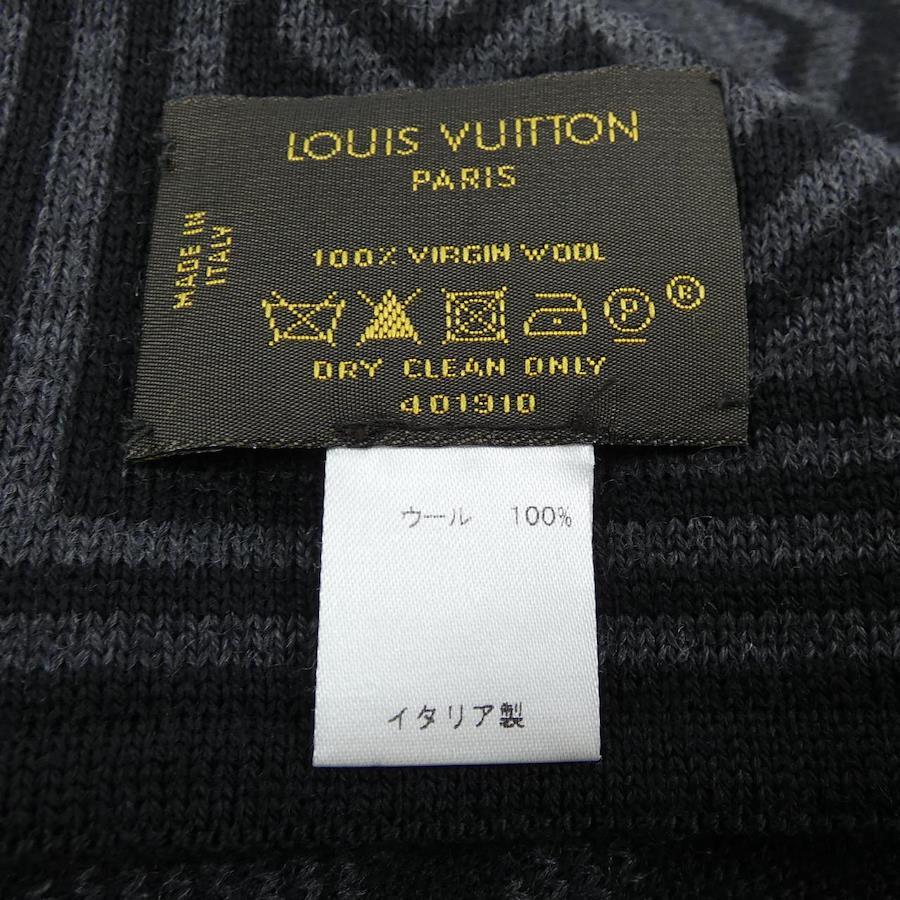 LOUIS VUITTON
PARIS
MADE IN
ITALY
100% VIRGIN WOOL
P ®
DRY CLEAN ONLY
401910
ウール 100%
イタリア製